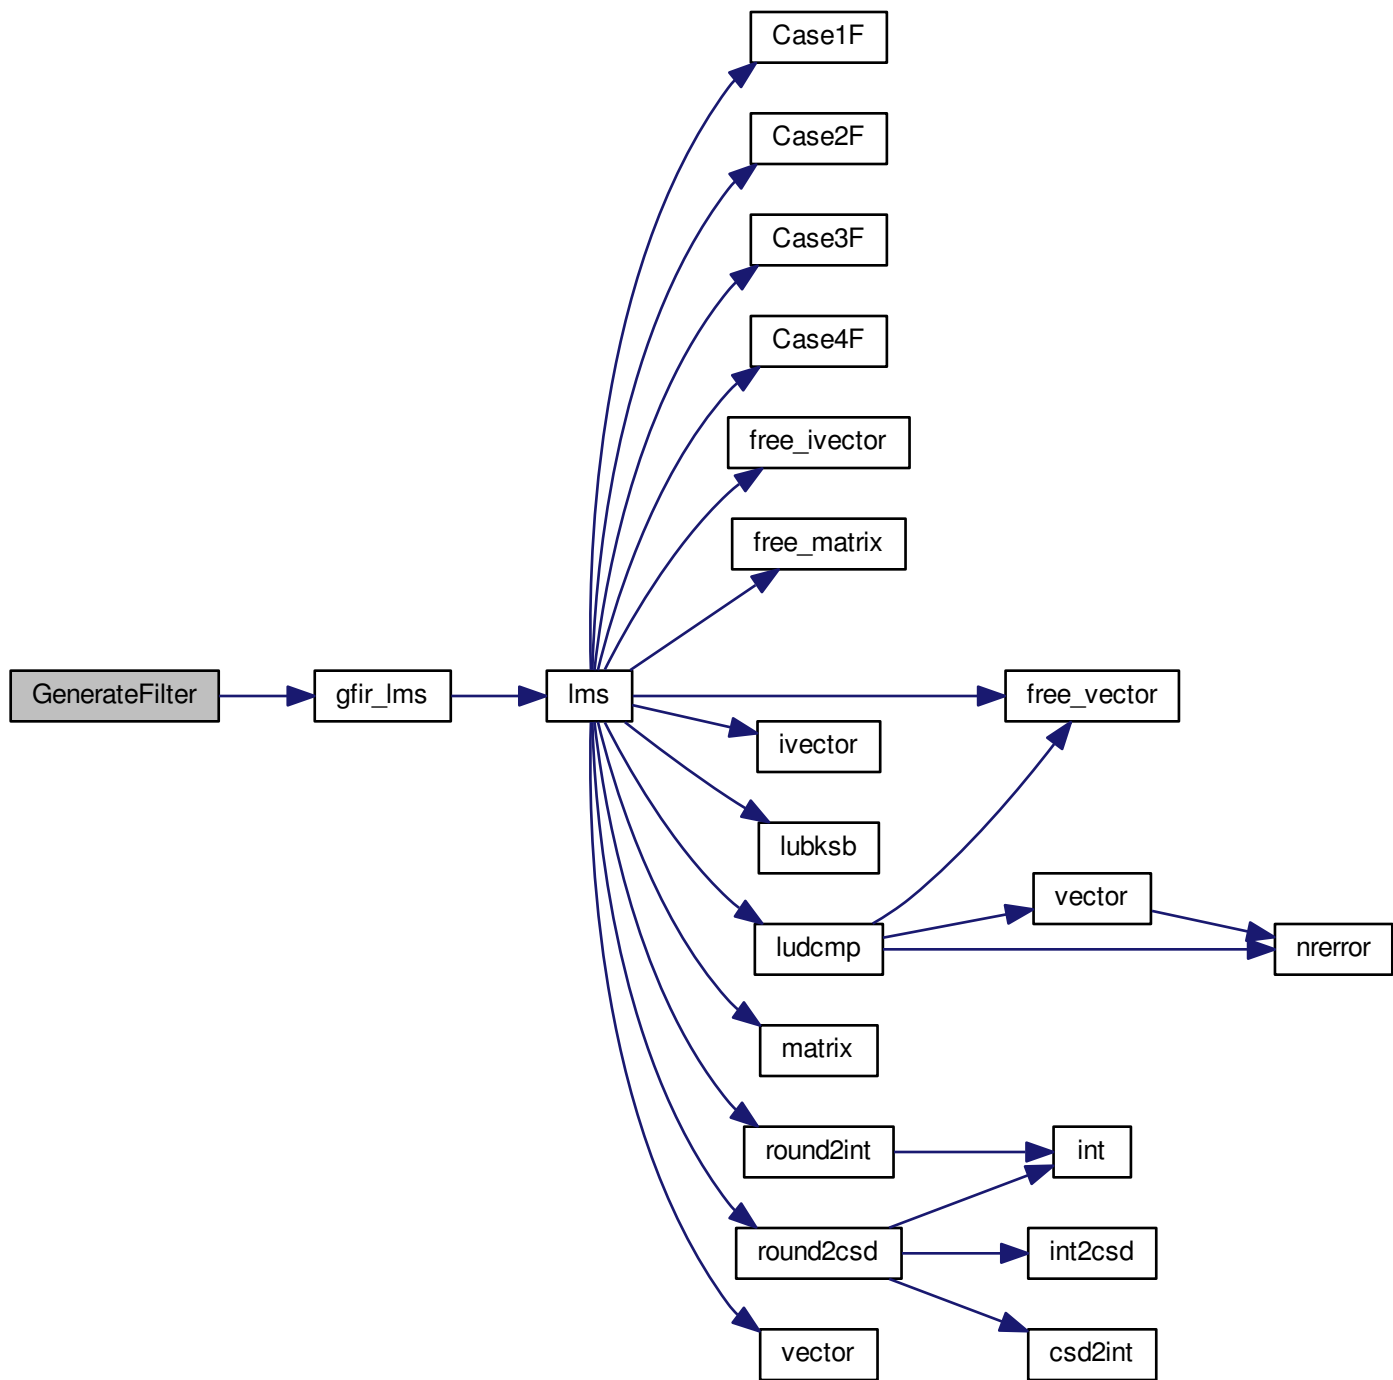 Case1F
Case2F
Case3F
Case4F
free_ivector
free_matrix
GenerateFilter
gfir_lms
lms
free_vector
ivector
lubksb
vector
ludcmp
nrerror
matrix
round2int
int
round2csd
int2csd
vector
csd2int